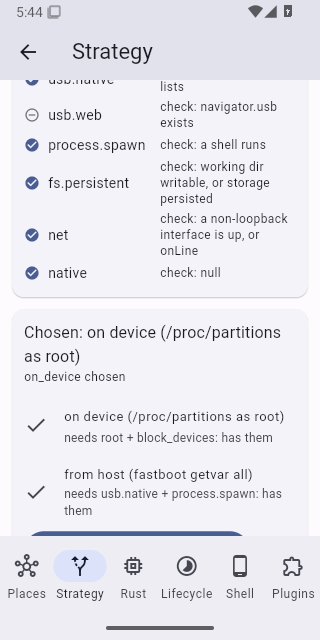 5:44
Strategy
usb.native
lists
usb.web
check: navigator.usb
exists
process.spawn
check: a shell runs
fs.persistent
check: working dir
writable, or storage
persisted
net
check: a non-loopback
interface is up, or
onLine
native
check: null
Chosen: on device (/proc/partitions
as root)
on_device chosen
on device (/proc/partitions as root)
needs root + block_devices: has them
from host (fastboot getvar all)
needs usb.native + process.spawn: has
them
Places
Strategy
Rust
Lifecycle
Shell
Plugins